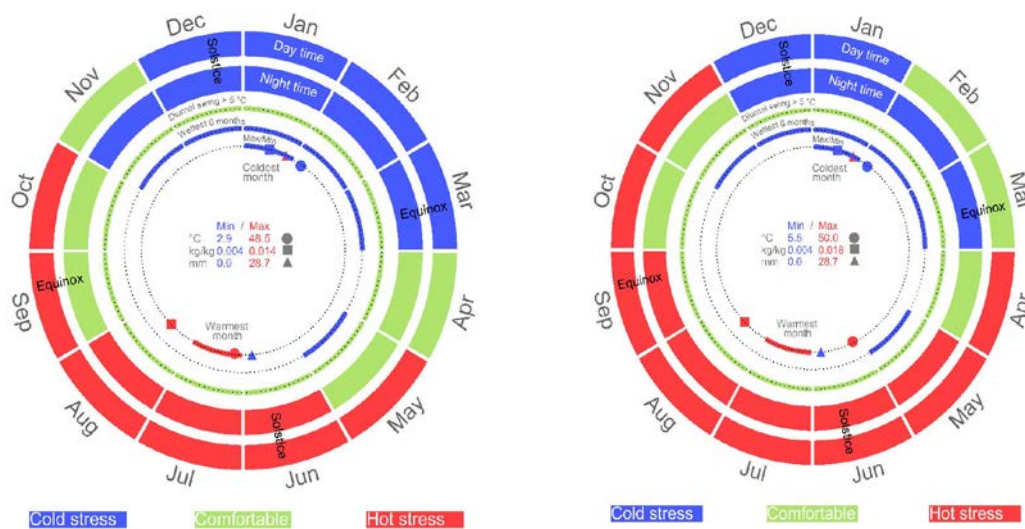 Dec
Jan
Nov
Feb
Oct
Mar
Sep
Apr
Aug
May
Jul
Jun
Solstice
Day time
Night time
Diurnal swing > 5 °C
Wettest 6 months
Max/Min
Coldest
month
Equinox
Min / Max
°C 2.9 48.5
kg/kg 0.004 0.014
mm 0.0 28.7
Equinox
Warmest
month
Solstice
Cold stress
Comfortable
Hot stress
Dec
Jan
Nov
Feb
Oct
Mar
Sep
Apr
Aug
May
Jul
Jun
Solstice
Day time
Night time
Diurnal swing > 5 °C
Wettest 6 months
Max/Min
Coldest
month
Equinox
Min / Max
°C 5.5 50.0
kg/kg 0.004 0.018
mm 0.0 28.7
Equinox
Warmest
month
Solstice
Cold stress
Comfortable
Hot stress